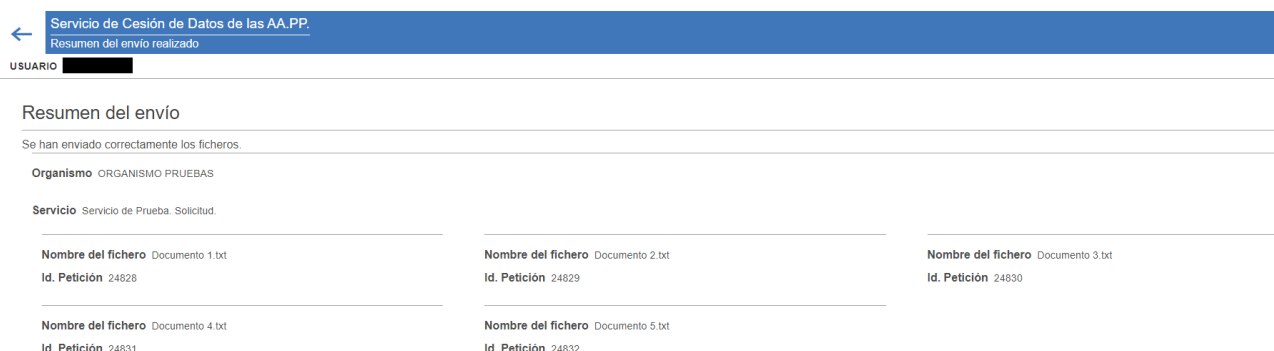 Servicio de Cesión de Datos de las AA.PP.
Resumen del envío realizado
USUARIO
Resumen del envío
Se han enviado correctamente los ficheros.
Organismo ORGANISMO PRUEBAS
Servicio Servicio de Prueba. Solicitud.
Nombre del fichero Documento 1.txt
Id. Petición 24828
Nombre del fichero Documento 2.txt
Id. Petición 24829
Nombre del fichero Documento 3.txt
Id. Petición 24830
Nombre del fichero Documento 4.txt
Id. Petición 24831
Nombre del fichero Documento 5.txt
Id. Petición 24832